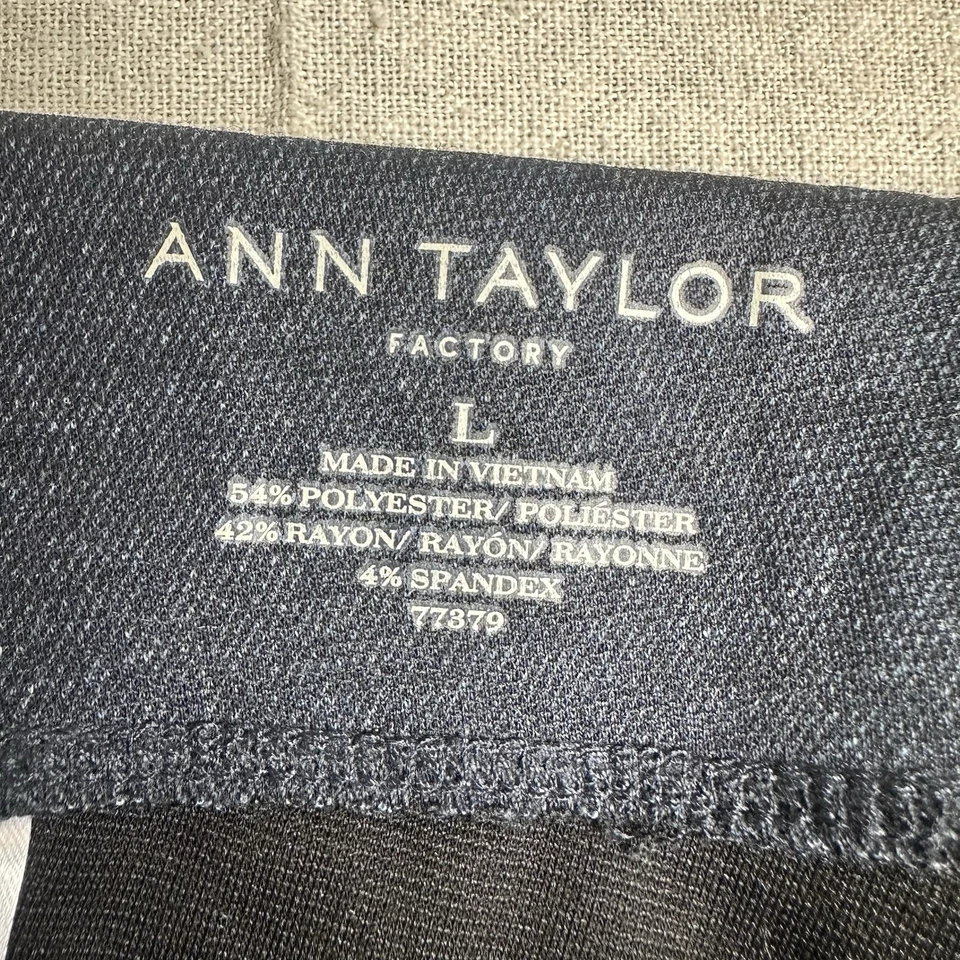 ANN TAYLOR
FACTORY
L
MADE IN VIETNAM
54% POLYESTER/ POLIÉSTER
42% RAYON/ RAYÓN/ RAYONNE
4% SPANDEX
77379